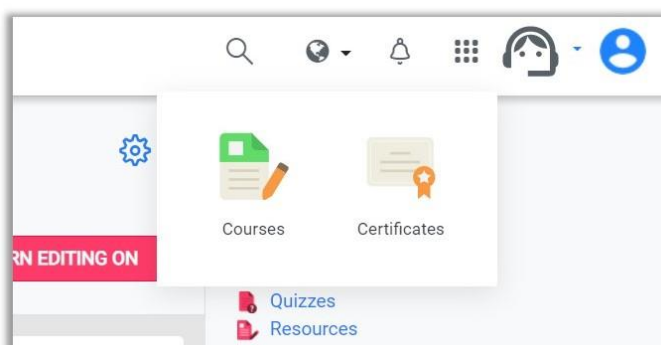 Courses
Certificates
RN EDITING ON
Quizzes
Resources